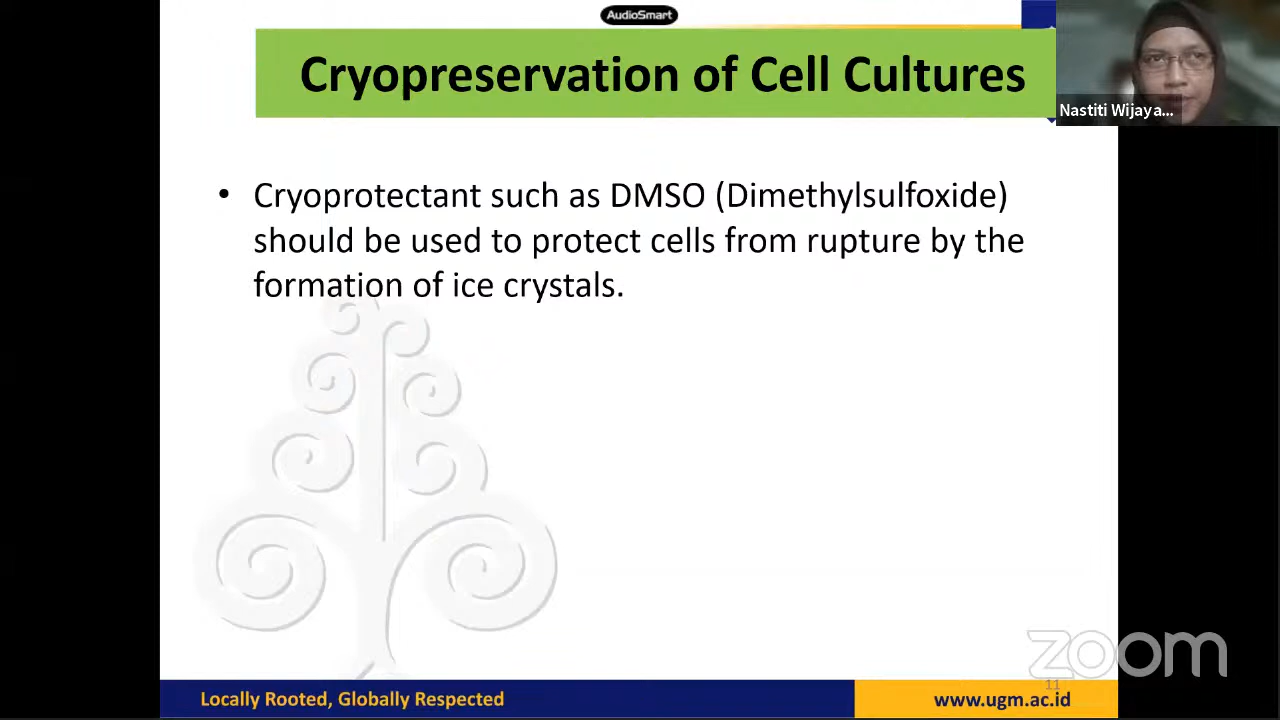 AudioSmart
Cryopreservation of Cell Cultures
Nastiti Wijaya...
• Cryoprotectant such as DMSO (Dimethylsulfoxide)
should be used to protect cells from rupture by the
formation of ice crystals.
zoom
11
Locally Rooted, Globally Respected
www.ugm.ac.id